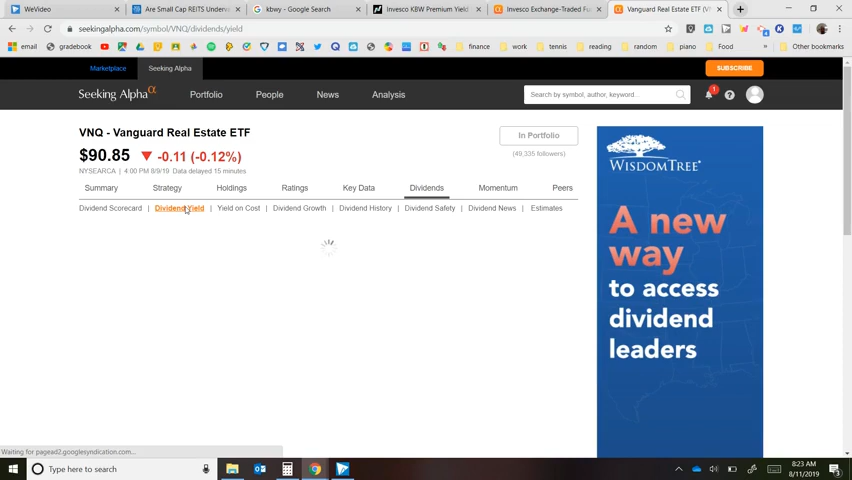 WeVideo
Are Small Cap REITS Underva
kbwy - Google Search
Invesco KBW Premium Yield
Invesco Exchange-Traded Fu
Vanguard Real Estate ETF (VN
seekingalpha.com/symbol/VNQ/dividends/yield
email
gradebook
finance
work
tennis
reading
random
piano
Food
Other bookmarks
Marketplace
Seeking Alpha
SUBSCRIBE
Seeking Alpha α
Portfolio
People
News
Analysis
Search by symbol, author, keyword...
1
VNQ - Vanguard Real Estate ETF
In Portfolio
$90.85 ▼ -0.11 (-0.12%)
(49,335 followers)
NYSEARCA | 4:00 PM 8/9/19 Data delayed 15 minutes
Summary
Strategy
Holdings
Ratings
Key Data
Dividends
Momentum
Peers
Dividend Scorecard | Dividend Yield | Yield on Cost | Dividend Growth | Dividend History | Dividend Safety | Dividend News | Estimates
WISDOMTREE®
A new
way
to access
dividend
leaders
Waiting for pagead2.googlesyndication.com...
Type here to search
8:23 AM
8/11/2019
3